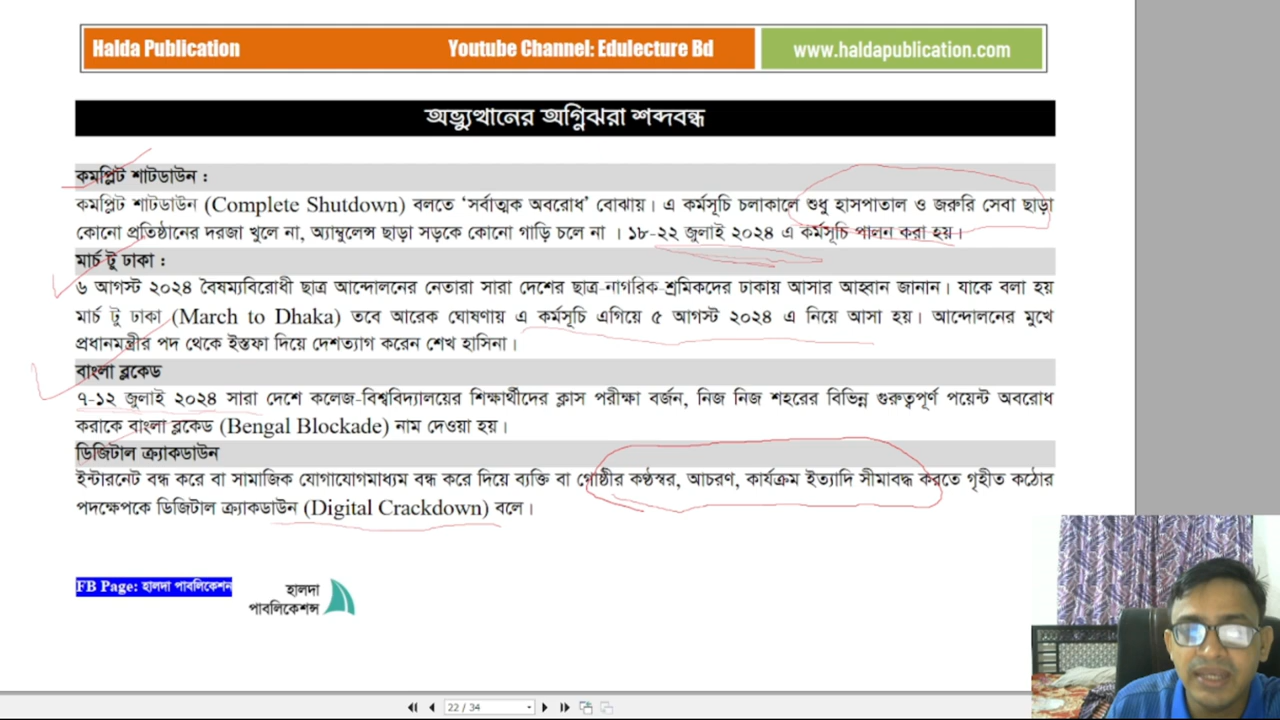 Halda Publication Youtube Channel: Edulecture Bd www.haldapublication.com
অভ্যুত্থানের অগ্নিঝরা শব্দবন্ধ
কমপ্লিট শাটডাউন :
কমপ্লিট শাটডাউন (Complete Shutdown) বলতে ‘সর্বাত্মক অবরোধ’ বোঝায়। এ কর্মসূচি চলাকালে শুধু হাসপাতাল ও জরুরি সেবা ছাড়া
কোনো প্রতিষ্ঠানের দরজা খুলে না, অ্যাম্বুলেন্স ছাড়া সড়কে কোনো গাড়ি চলে না । ১৮-২২ জুলাই ২০২৪ এ কর্মসূচি পালন করা হয়।
মার্চ টু ঢাকা :
৬ আগস্ট ২০২৪ বৈষম্যবিরোধী ছাত্র আন্দোলনের নেতারা সারা দেশের ছাত্র-নাগরিক-শ্রমিকদের ঢাকায় আসার আহ্বান জানান। যাকে বলা হয়
মার্চ টু ঢাকা (March to Dhaka) তবে আরেক ঘোষণায় এ কর্মসূচি এগিয়ে ৫ আগস্ট ২০২৪ এ নিয়ে আসা হয়। আন্দোলনের মুখে
প্রধানমন্ত্রীর পদ থেকে ইস্তফা দিয়ে দেশত্যাগ করেন শেখ হাসিনা।
বাংলা ব্লকেড
৭-১২ জুলাই ২০২৪ সারা দেশে কলেজ-বিশ্ববিদ্যালয়ের শিক্ষার্থীদের ক্লাস পরীক্ষা বর্জন, নিজ নিজ শহরের বিভিন্ন গুরুত্বপূর্ণ পয়েন্ট অবরোধ
করাকে বাংলা ব্লকেড (Bengal Blockade) নাম দেওয়া হয়।
ডিজিটাল ক্র্যাকডাউন
ইন্টারনেট বন্ধ করে বা সামাজিক যোগাযোগমাধ্যম বন্ধ করে দিয়ে ব্যক্তি বা গোষ্ঠীর কণ্ঠস্বর, আচরণ, কার্যক্রম ইত্যাদি সীমাবদ্ধ করতে গৃহীত কঠোর
পদক্ষেপকে ডিজিটাল ক্র্যাকডাউন (Digital Crackdown) বলে।
FB Page: হালদা পাবলিকেশন
হালদা
পাবলিকেশন্স
22 / 34